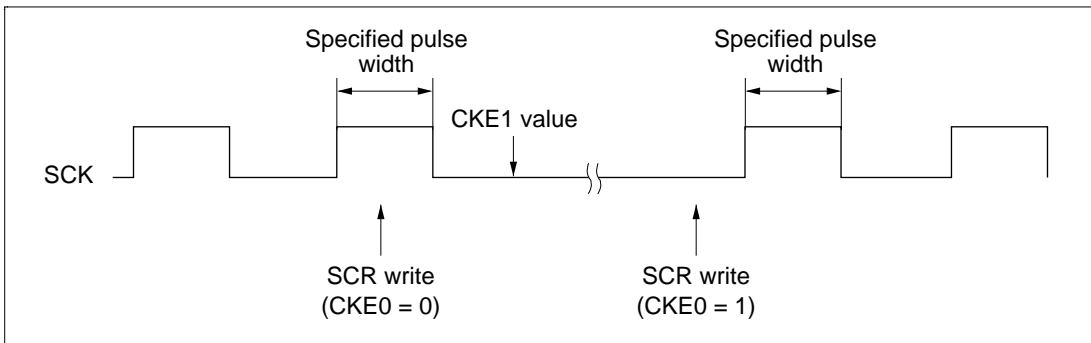 Specified pulse
width
Specified pulse
width
CKE1 value
SCK
SCR write
(CKE0 = 0)
SCR write
(CKE0 = 1)